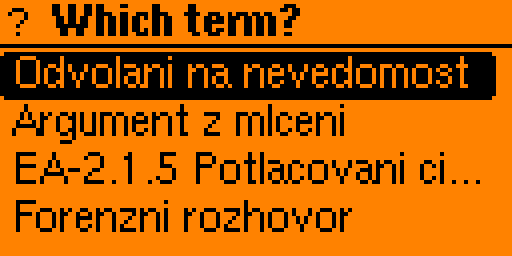 ? Which term?
Odvolani na nevedomost
Argument z mlceni
EA-2.1.5 Potlacovani ci...
Forenzni rozhovor